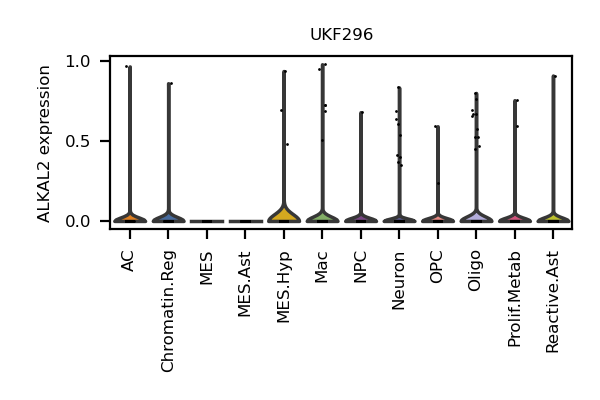 UKF296
ALKAL2 expression
1.0
0.5
0.0
AC
Chromatin.Reg
MES
MES.Ast
MES.Hyp
Mac
NPC
Neuron
OPC
Oligo
Prolif.Metab
Reactive.Ast